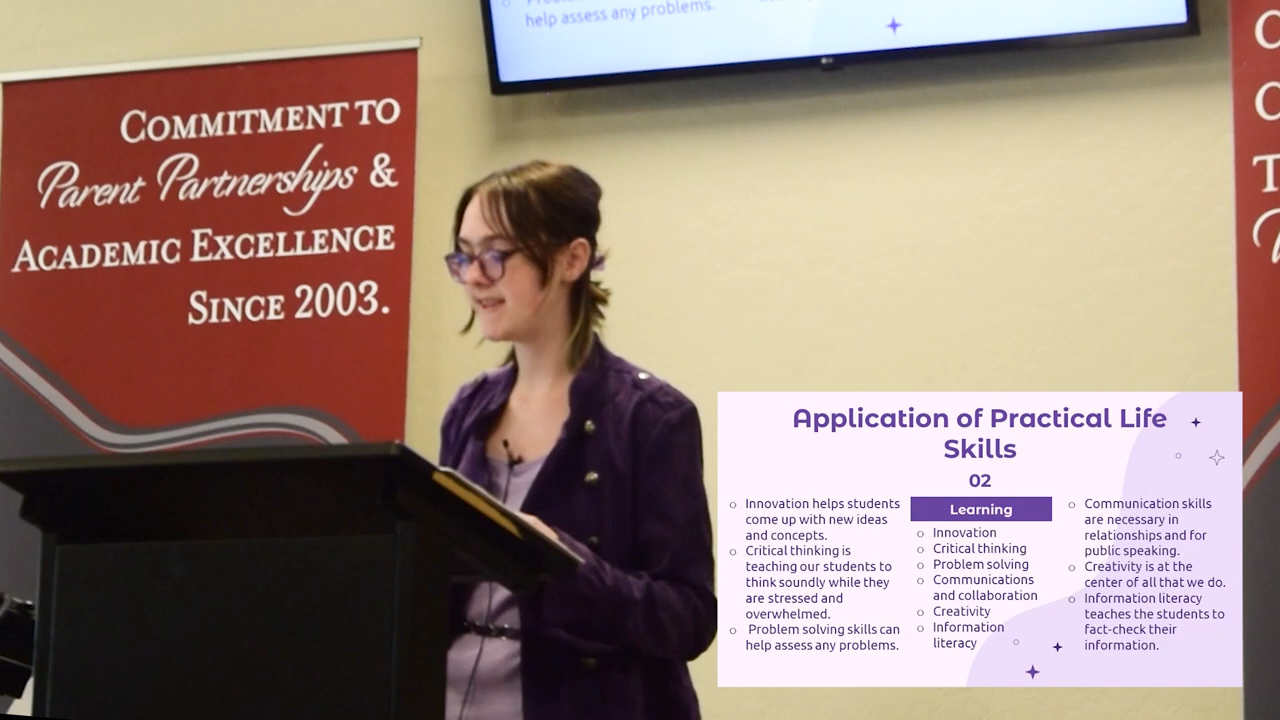 help assess any problems.
COMMITMENT TO
Parent Partnerships &
ACADEMIC EXCELLENCE
SINCE 2003.
Application of Practical Life
Skills
02
Innovation helps students
come up with new ideas
and concepts.
Critical thinking is
teaching our students to
think soundly while they
are stressed and
overwhelmed.
Problem solving skills can
help assess any problems.
Learning
Innovation
Critical thinking
Problem solving
Communications
and collaboration
Creativity
Information
literacy
Communication skills
are necessary in
relationships and for
public speaking.
Creativity is at the
center of all that we do.
Information literacy
teaches the students to
fact-check their
information.